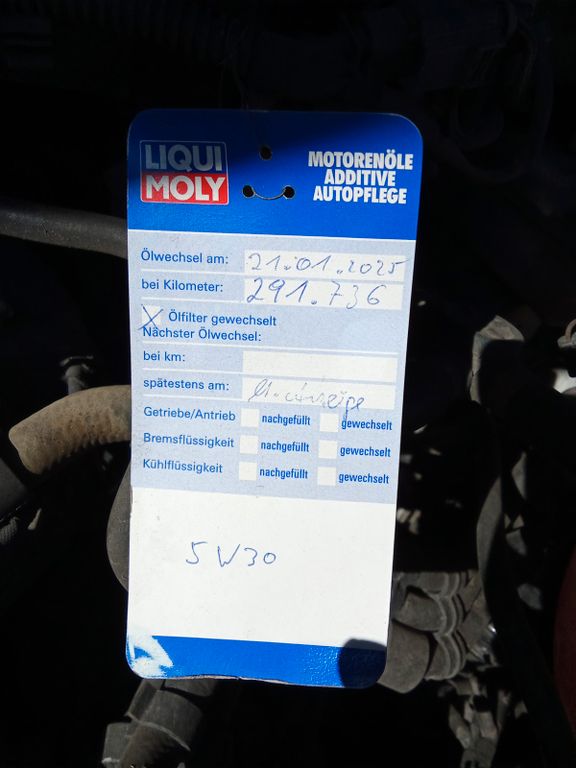 LIQUI
MOLY
MOTORENÖLE
ADDITIVE
AUTOPFLEGE
Ölwechsel am: 21.01.2025
bei Kilometer: 291.736
X Ölfilter gewechselt
Nächster Ölwechsel:
bei km:
spätestens am:
Getriebe/Antrieb nachgefüllt gewechselt
Bremsflüssigkeit nachgefüllt gewechselt
Kühlflüssigkeit nachgefüllt gewechselt
5W30